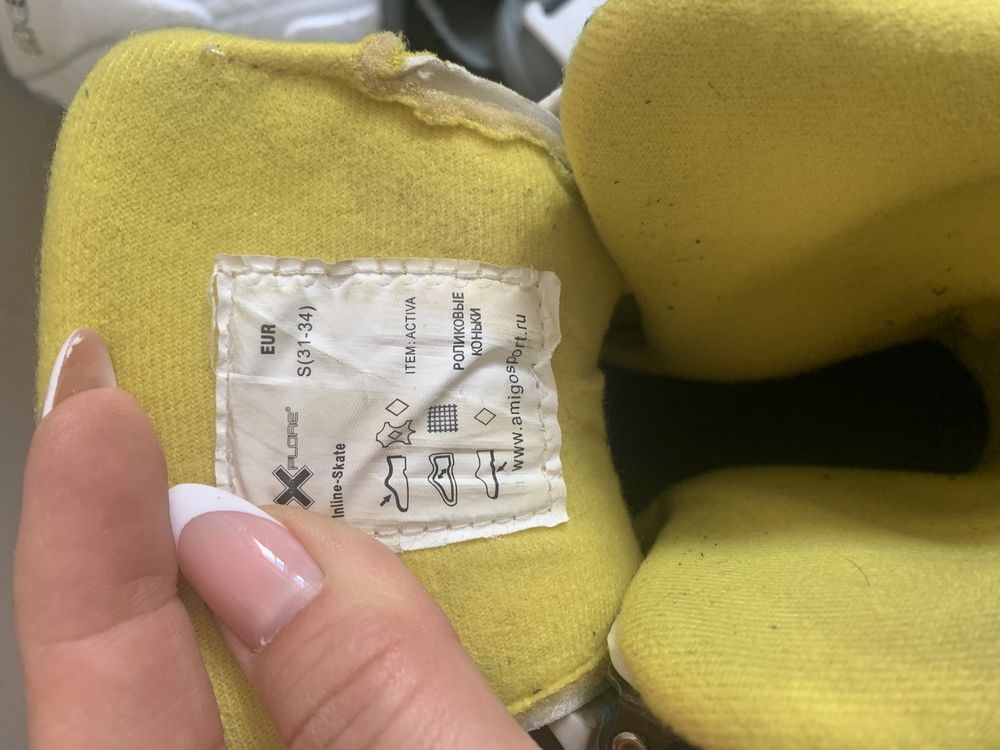 XPLORE®
Inline-Skate
EUR
S(31-34)
ITEM: ACTIVA
РОЛИКОВЫЕ
КОНЬКИ
www.amigosport.ru